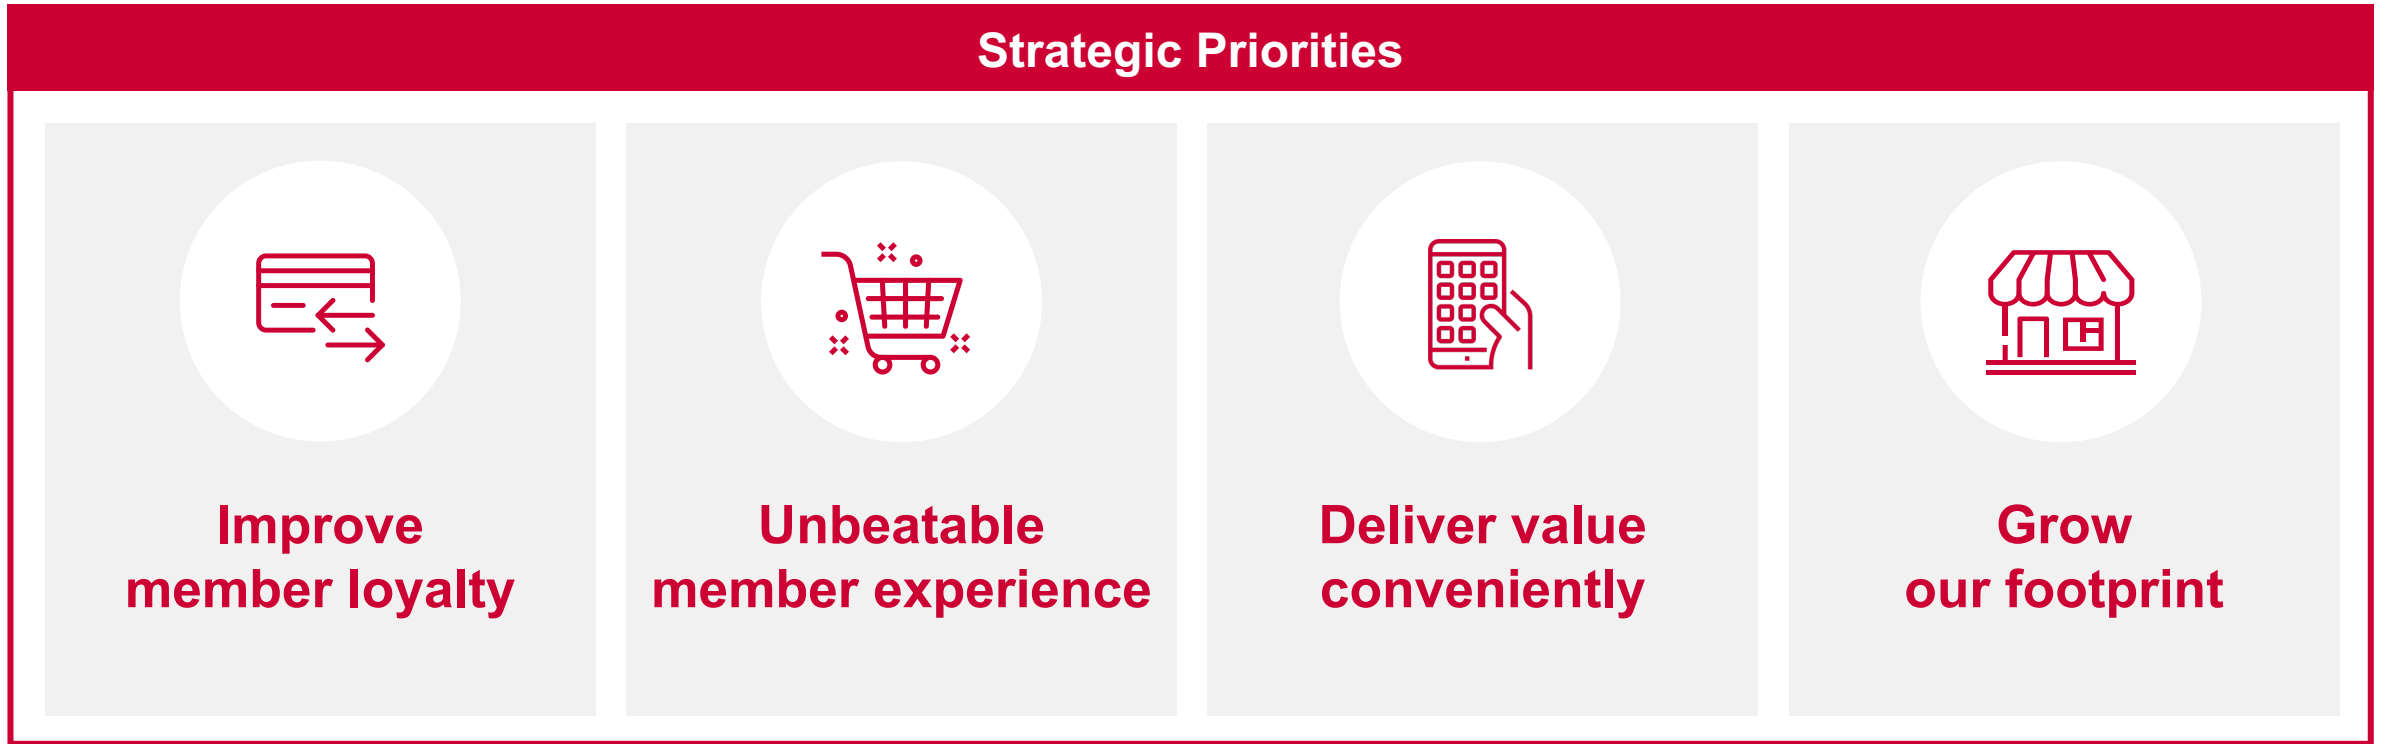 Strategic Priorities
Improve
member loyalty
Unbeatable
member experience
Deliver value
conveniently
Grow
our footprint